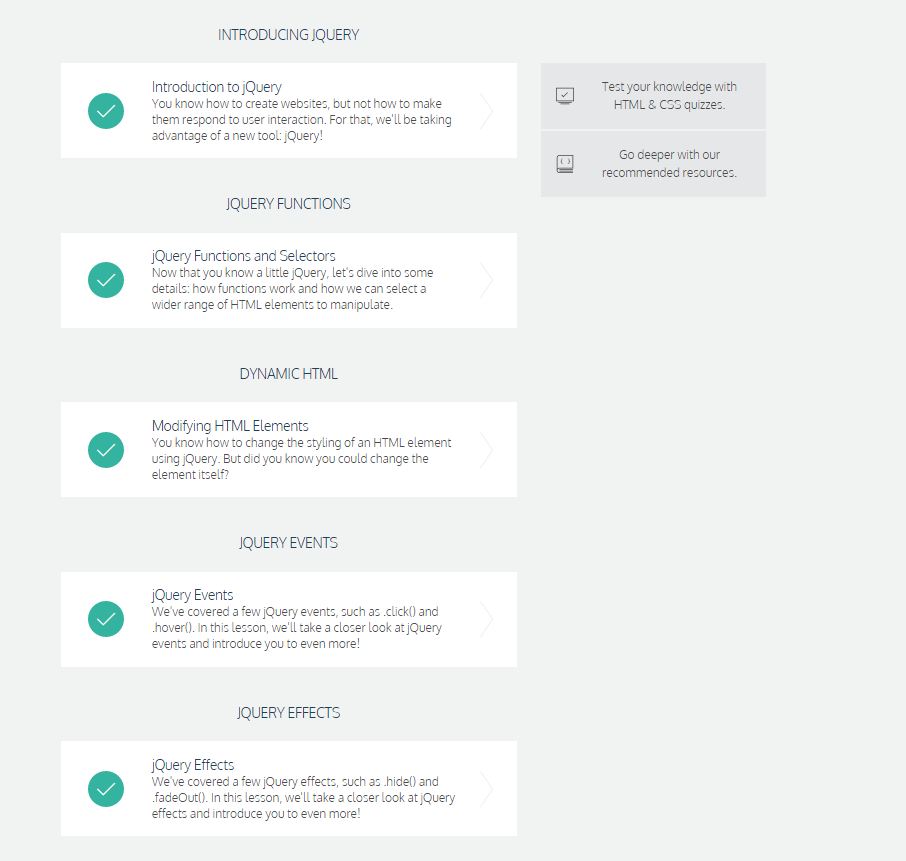 INTRODUCING JQUERY
Introduction to jQuery
You know how to create websites, but not how to make
them respond to user interaction. For that, we'll be taking
advantage of a new tool: jQuery!
JQUERY FUNCTIONS
jQuery Functions and Selectors
Now that you know a little jQuery, let's dive into some
details: how functions work and how we can select a
wider range of HTML elements to manipulate.
DYNAMIC HTML
Modifying HTML Elements
You know how to change the styling of an HTML element
using jQuery. But did you know you could change the
element itself?
JQUERY EVENTS
jQuery Events
We've covered a few jQuery events, such as .click() and
.hover(). In this lesson, we'll take a closer look at jQuery
events and introduce you to even more!
JQUERY EFFECTS
jQuery Effects
We've covered a few jQuery effects, such as .hide() and
.fadeOut(). In this lesson, we'll take a closer look at jQuery
effects and introduce you to even more!
Test your knowledge with
HTML & CSS quizzes.
Go deeper with our
recommended resources.